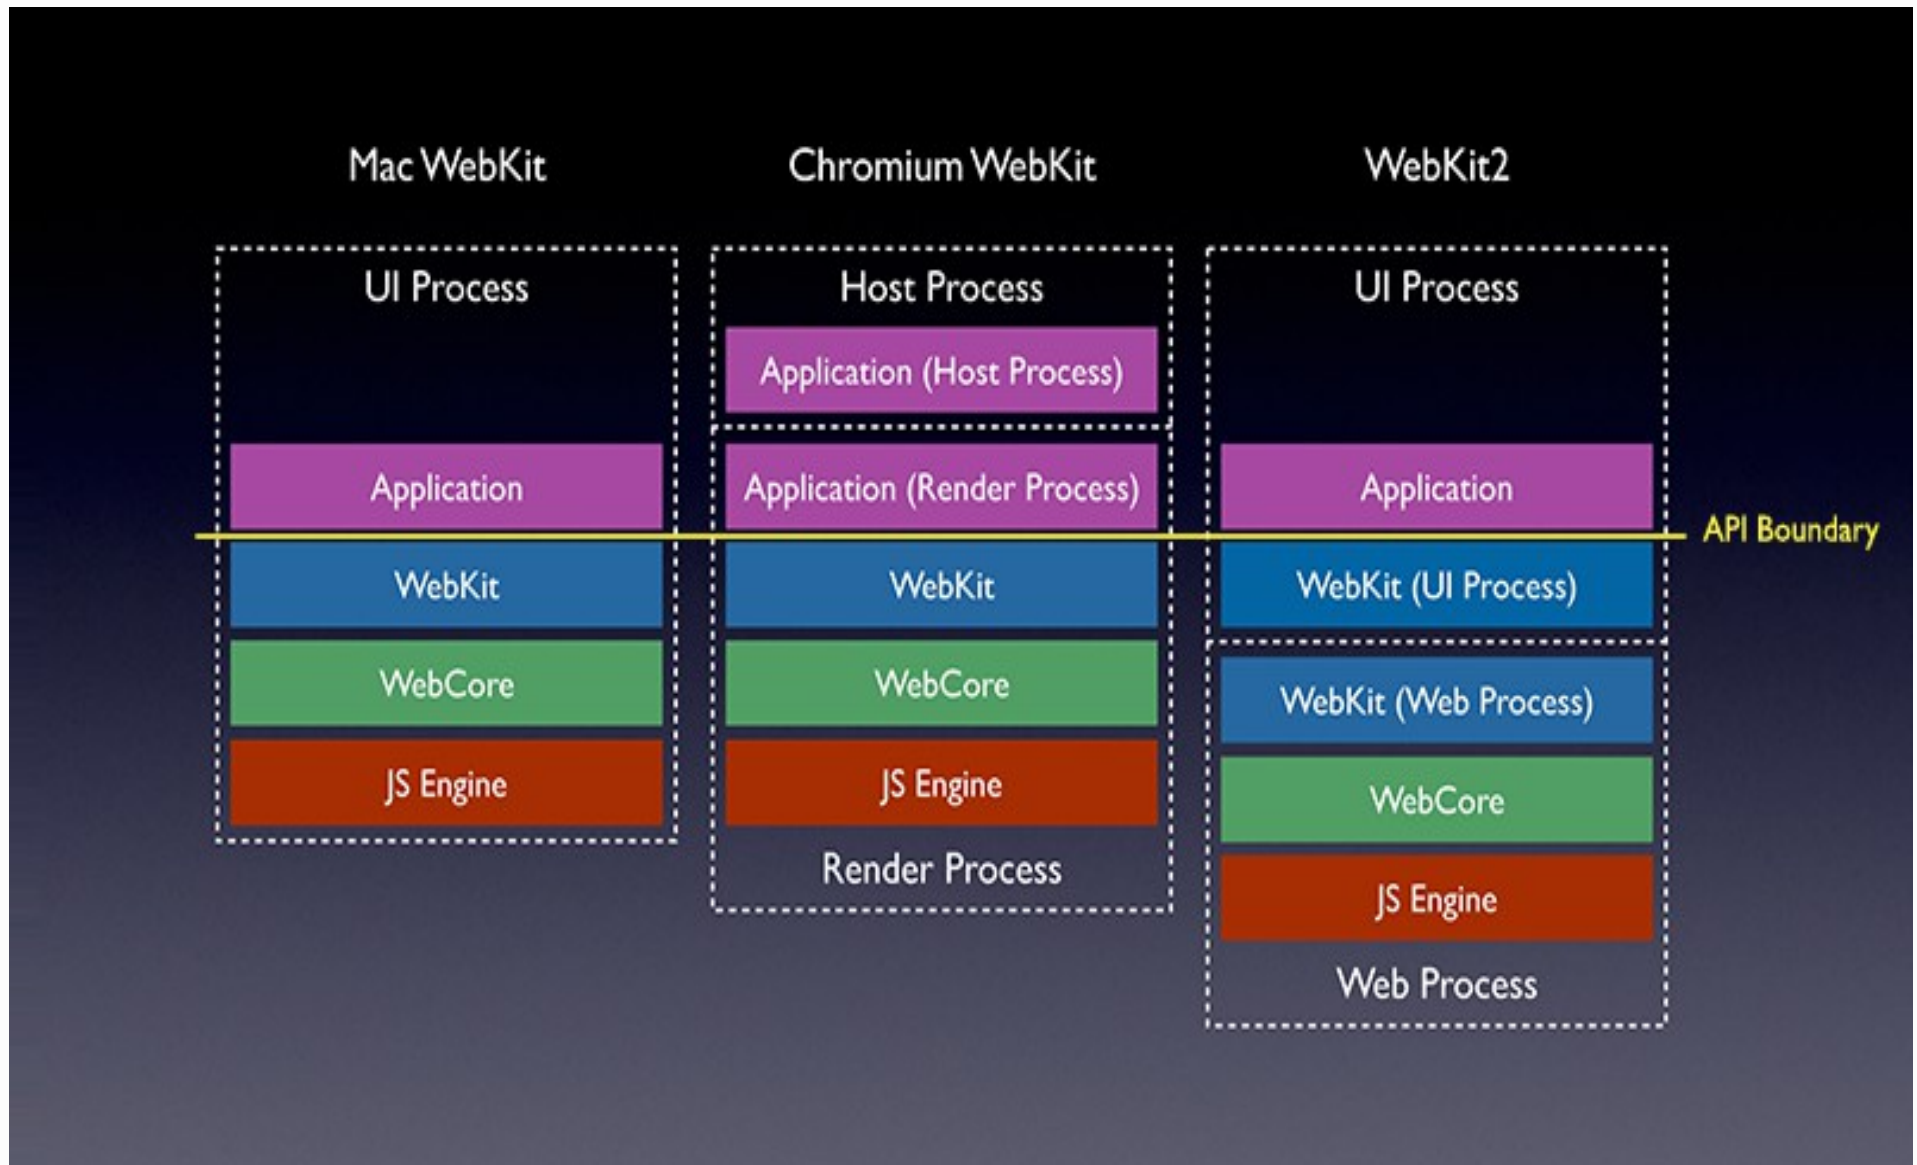 Mac WebKit
UI Process
Application
WebKit
WebCore
JS Engine
Chromium WebKit
Host Process
Application (Host Process)
Application (Render Process)
WebKit
WebCore
JS Engine
Render Process
WebKit2
UI Process
Application
WebKit (UI Process)
WebKit (Web Process)
WebCore
JS Engine
Web Process
API Boundary